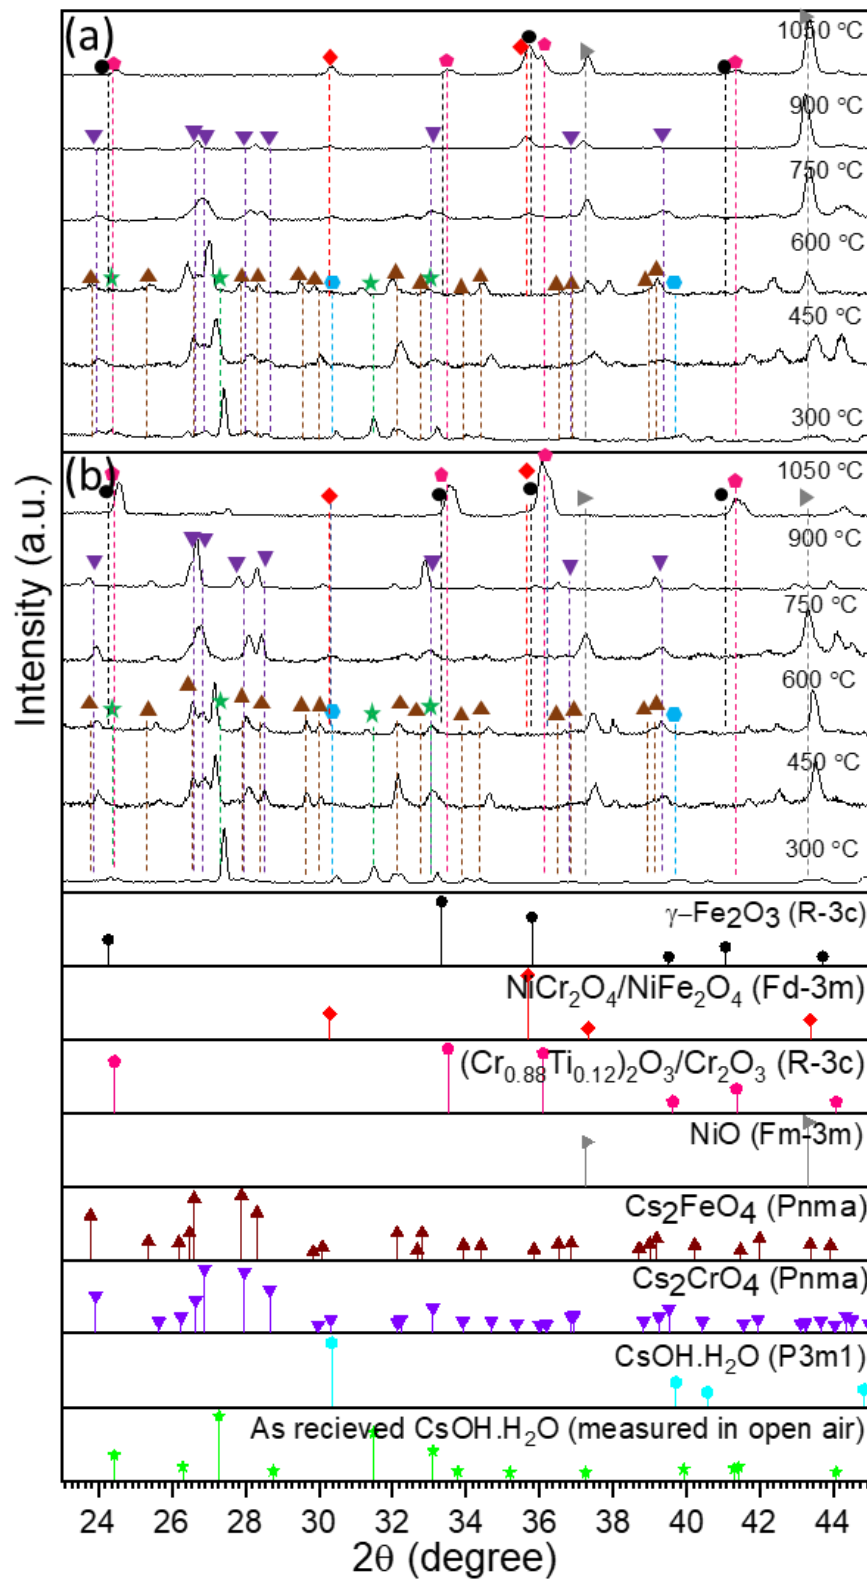 (a)
1050 °C
900 °C
750 °C
600 °C
450 °C
300 °C
(b)
1050 °C
900 °C
750 °C
600 °C
450 °C
300 °C
γ–Fe₂O₃ (R-3c)
NiCr₂O₄/NiFe₂O₄ (Fd-3m)
(Cr₀.₈₈Ti₀.₁₂)₂O₃/Cr₂O₃ (R-3c)
NiO (Fm-3m)
Cs₂FeO₄ (Pnma)
Cs₂CrO₄ (Pnma)
CsOH.H₂O (P3m1)
As recieved CsOH.H₂O (measured in open air)
24 26 28 30 32 34 36 38 40 42 44
2θ (degree)
Intensity (a.u.)